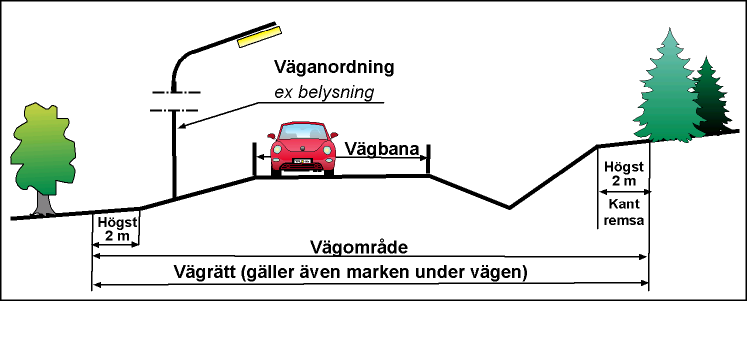 Väganordning
ex belysning
Vägbana
Högst
2 m
Kant
remsa
Högst
2 m
Vägområde
Vägrätt (gäller även marken under vägen)